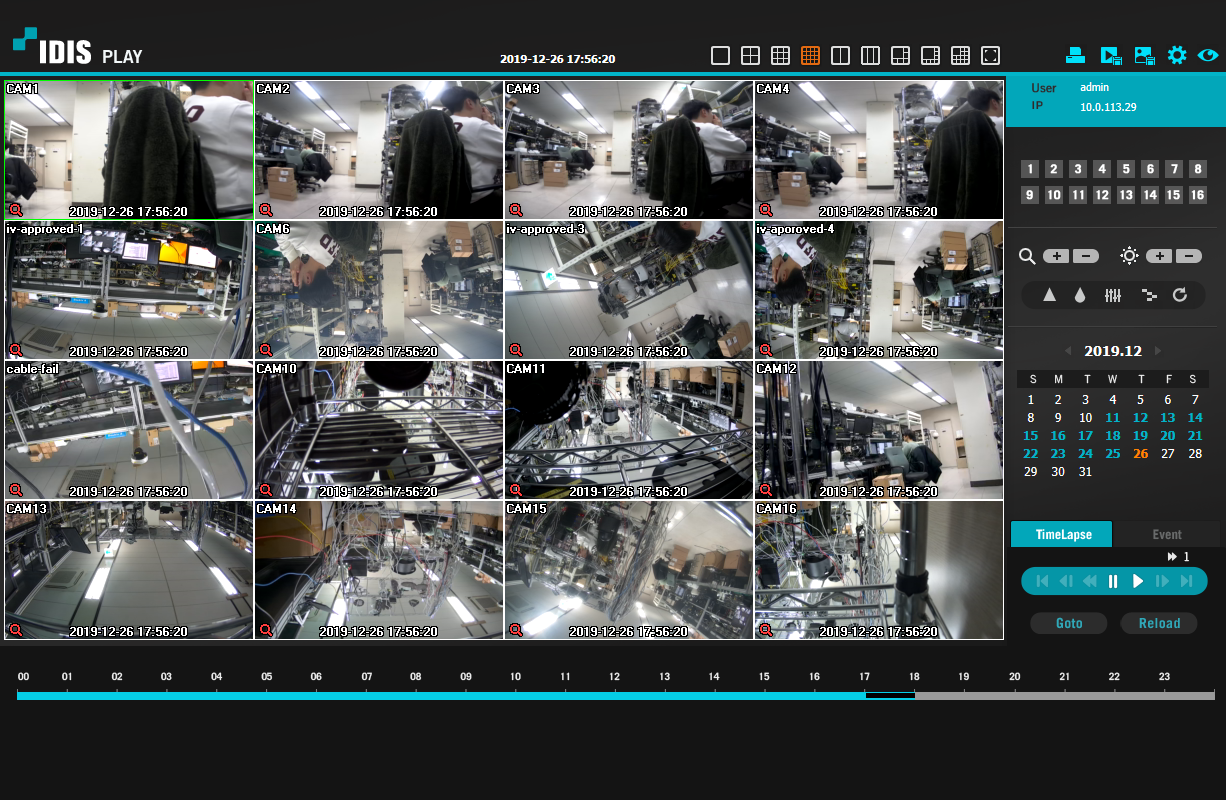 IDIS PLAY
2019-12-26 17:56:20
User admin
IP 10.0.113.29
CAM1
2019-12-26 17:56:20
CAM2
2019-12-26 17:56:20
CAM3
2019-12-26 17:56:20
CAM4
2019-12-26 17:56:20
iv-approved-1
2019-12-26 17:56:20
CAM6
2019-12-26 17:56:20
iv-approved-3
2019-12-26 17:56:20
iv-aporoved-4
2019-12-26 17:56:20
cable-fail
2019-12-26 17:56:20
CAM10
2019-12-26 17:56:20
CAM11
2019-12-26 17:56:20
CAM12
2019-12-26 17:56:20
CAM13
2019-12-26 17:56:20
CAM14
2019-12-26 17:56:20
CAM15
2019-12-26 17:56:20
CAM16
2019-12-26 17:56:20
1 2 3 4 5 6 7 8
9 10 11 12 13 14 15 16
2019.12
S M T W T F S
1 2 3 4 5 6 7
8 9 10 11 12 13 14
15 16 17 18 19 20 21
22 23 24 25 26 27 28
29 30 31
TimeLapse Event
1
Goto Reload
00 01 02 03 04 05 06 07 08 09 10 11 12 13 14 15 16 17 18 19 20 21 22 23